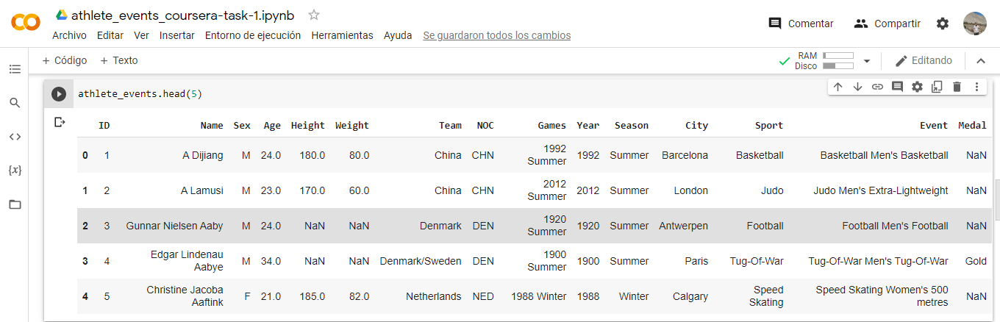 athlete_events_coursera-task-1.ipynb
Archivo Editar Ver Insertar Entorno de ejecución Herramientas Ayuda Se guardaron todos los cambios
Comentar Compartir
+ Código + Texto
RAM
Disco
Editando
athlete_events.head(5)
ID Name Sex Age Height Weight Team NOC Games Year Season City Sport Event Medal
0 1 A Dijiang M 24.0 180.0 80.0 China CHN 1992 Summer 1992 Summer Barcelona Basketball Basketball Men's Basketball NaN
1 2 A Lamusi M 23.0 170.0 60.0 China CHN 2012 Summer 2012 Summer London Judo Judo Men's Extra-Lightweight NaN
2 3 Gunnar Nielsen Aaby M 24.0 NaN NaN Denmark DEN 1920 Summer 1920 Summer Antwerpen Football Football Men's Football NaN
3 4 Edgar Lindenau Aabye M 34.0 NaN NaN Denmark/Sweden DEN 1900 Summer 1900 Summer Paris Tug-Of-War Tug-Of-War Men's Tug-Of-War Gold
4 5 Christine Jacoba Aaftink F 21.0 185.0 82.0 Netherlands NED 1988 Winter 1988 Winter Calgary Speed Skating Speed Skating Women's 500 metres NaN